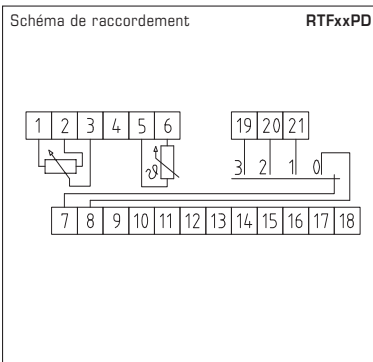 Schéma de raccordement RTFxxPD
1 2 3 4 5 6 19 20 21
ϑ 3 2 1 0
7 8 9 10 11 12 13 14 15 16 17 18